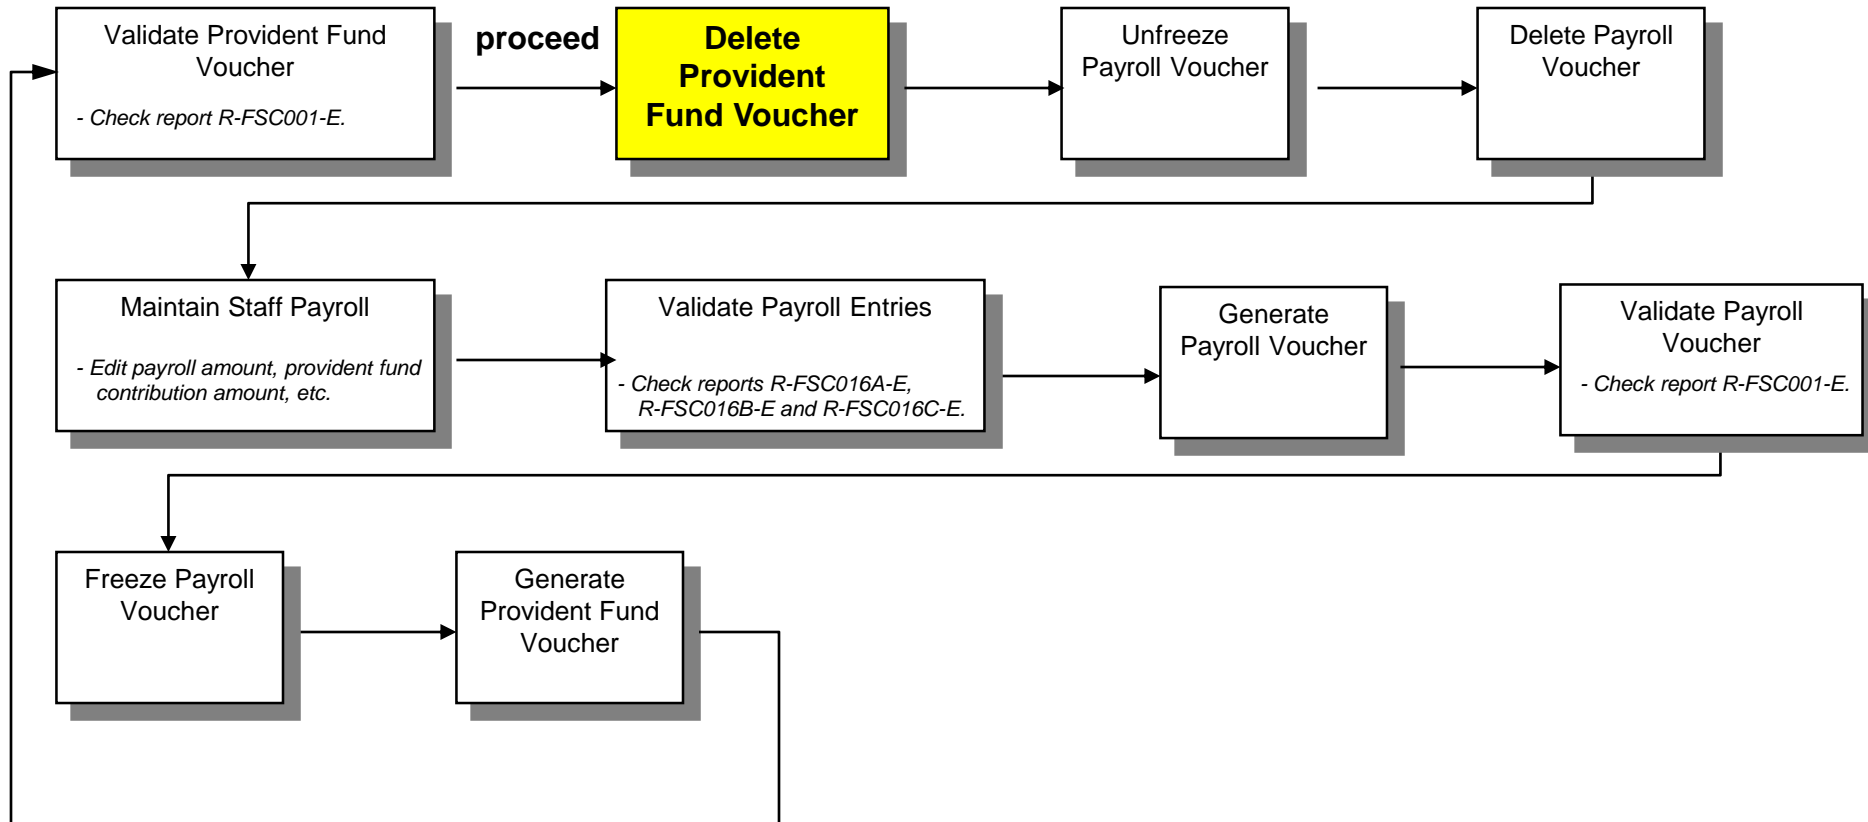 Validate Provident Fund
Voucher
- Check report R-FSC001-E.
proceed
Delete
Provident
Fund Voucher
Unfreeze
Payroll Voucher
Delete Payroll
Voucher
Maintain Staff Payroll
- Edit payroll amount, provident fund
contribution amount, etc.
Validate Payroll Entries
- Check reports R-FSC016A-E,
R-FSC016B-E and R-FSC016C-E.
Generate
Payroll Voucher
Validate Payroll
Voucher
- Check report R-FSC001-E.
Freeze Payroll
Voucher
Generate
Provident Fund
Voucher